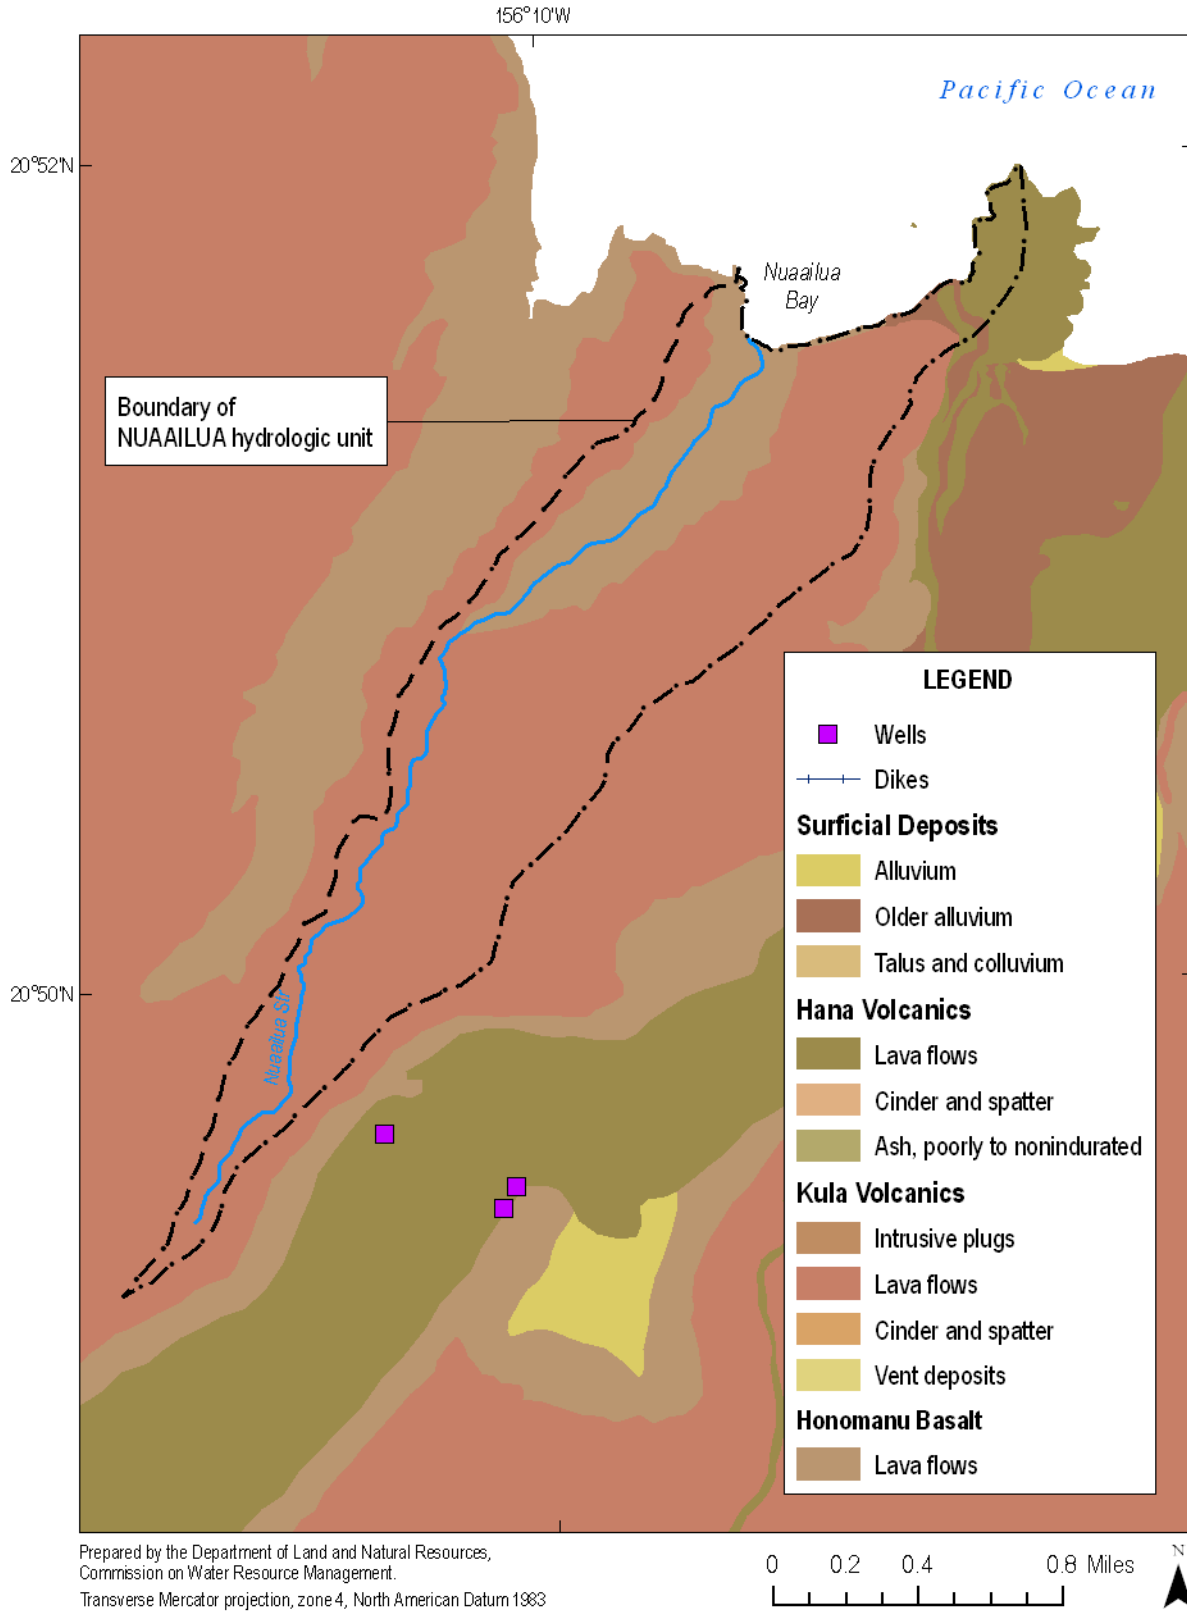 156°10'W
Pacific Ocean
20°52'N
Nuaailua
Bay
Boundary of
NUAAILUA hydrologic unit
20°50'N
Nuaailua Str
LEGEND
Wells
Dikes
Surficial Deposits
Alluvium
Older alluvium
Talus and colluvium
Hana Volcanics
Lava flows
Cinder and spatter
Ash, poorly to nonindurated
Kula Volcanics
Intrusive plugs
Lava flows
Cinder and spatter
Vent deposits
Honomanu Basalt
Lava flows
Prepared by the Department of Land and Natural Resources,
Commission on Water Resource Management.
Transverse Mercator projection, zone 4, North American Datum 1983
0 0.2 0.4 0.8 Miles
N